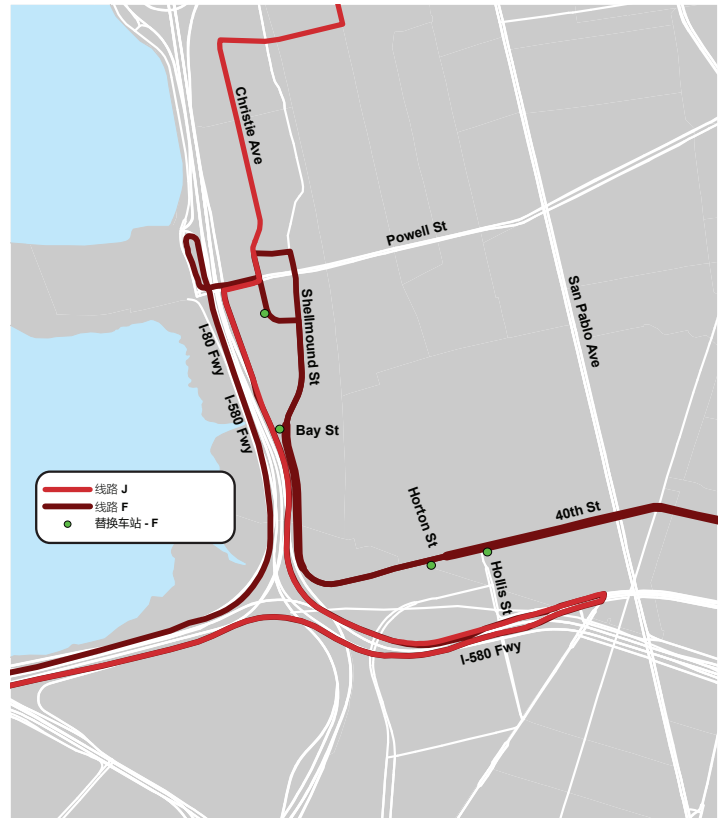 Christie Ave
Powell St
San Pablo Ave
Shellmound St
I-80 Fwy
I-580 Fwy
Bay St
线路 J
线路 F
替换车站 - F
Horton St
40th St
Hollis St
I-580 Fwy